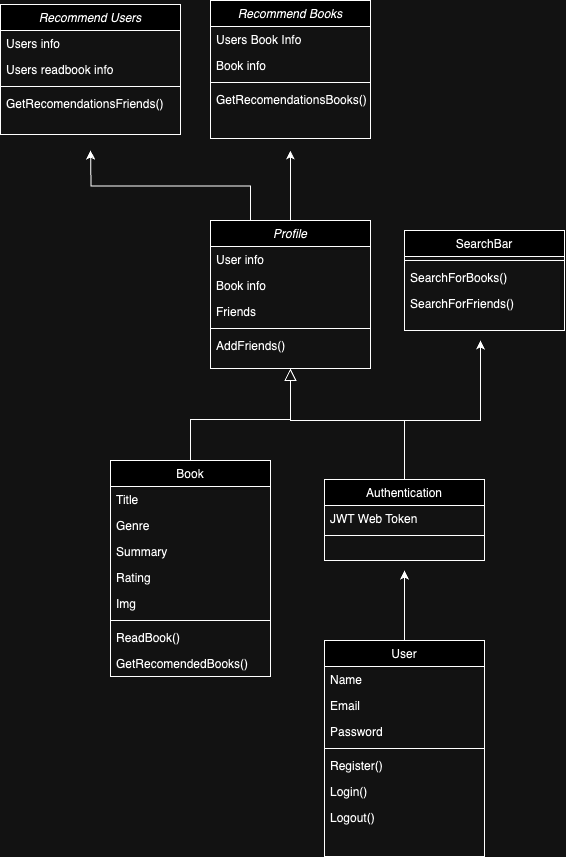 Recommend Users
Users info
Users readbook info
GetRecomendationsFriends()
Recommend Books
Users Book Info
Book info
GetRecomendationsBooks()
Profile
User info
Book info
Friends
AddFriends()
SearchBar
SearchForBooks()
SearchForFriends()
Book
Title
Genre
Summary
Rating
Img
ReadBook()
GetRecomendedBooks()
Authentication
JWT Web Token
User
Name
Email
Password
Register()
Login()
Logout()